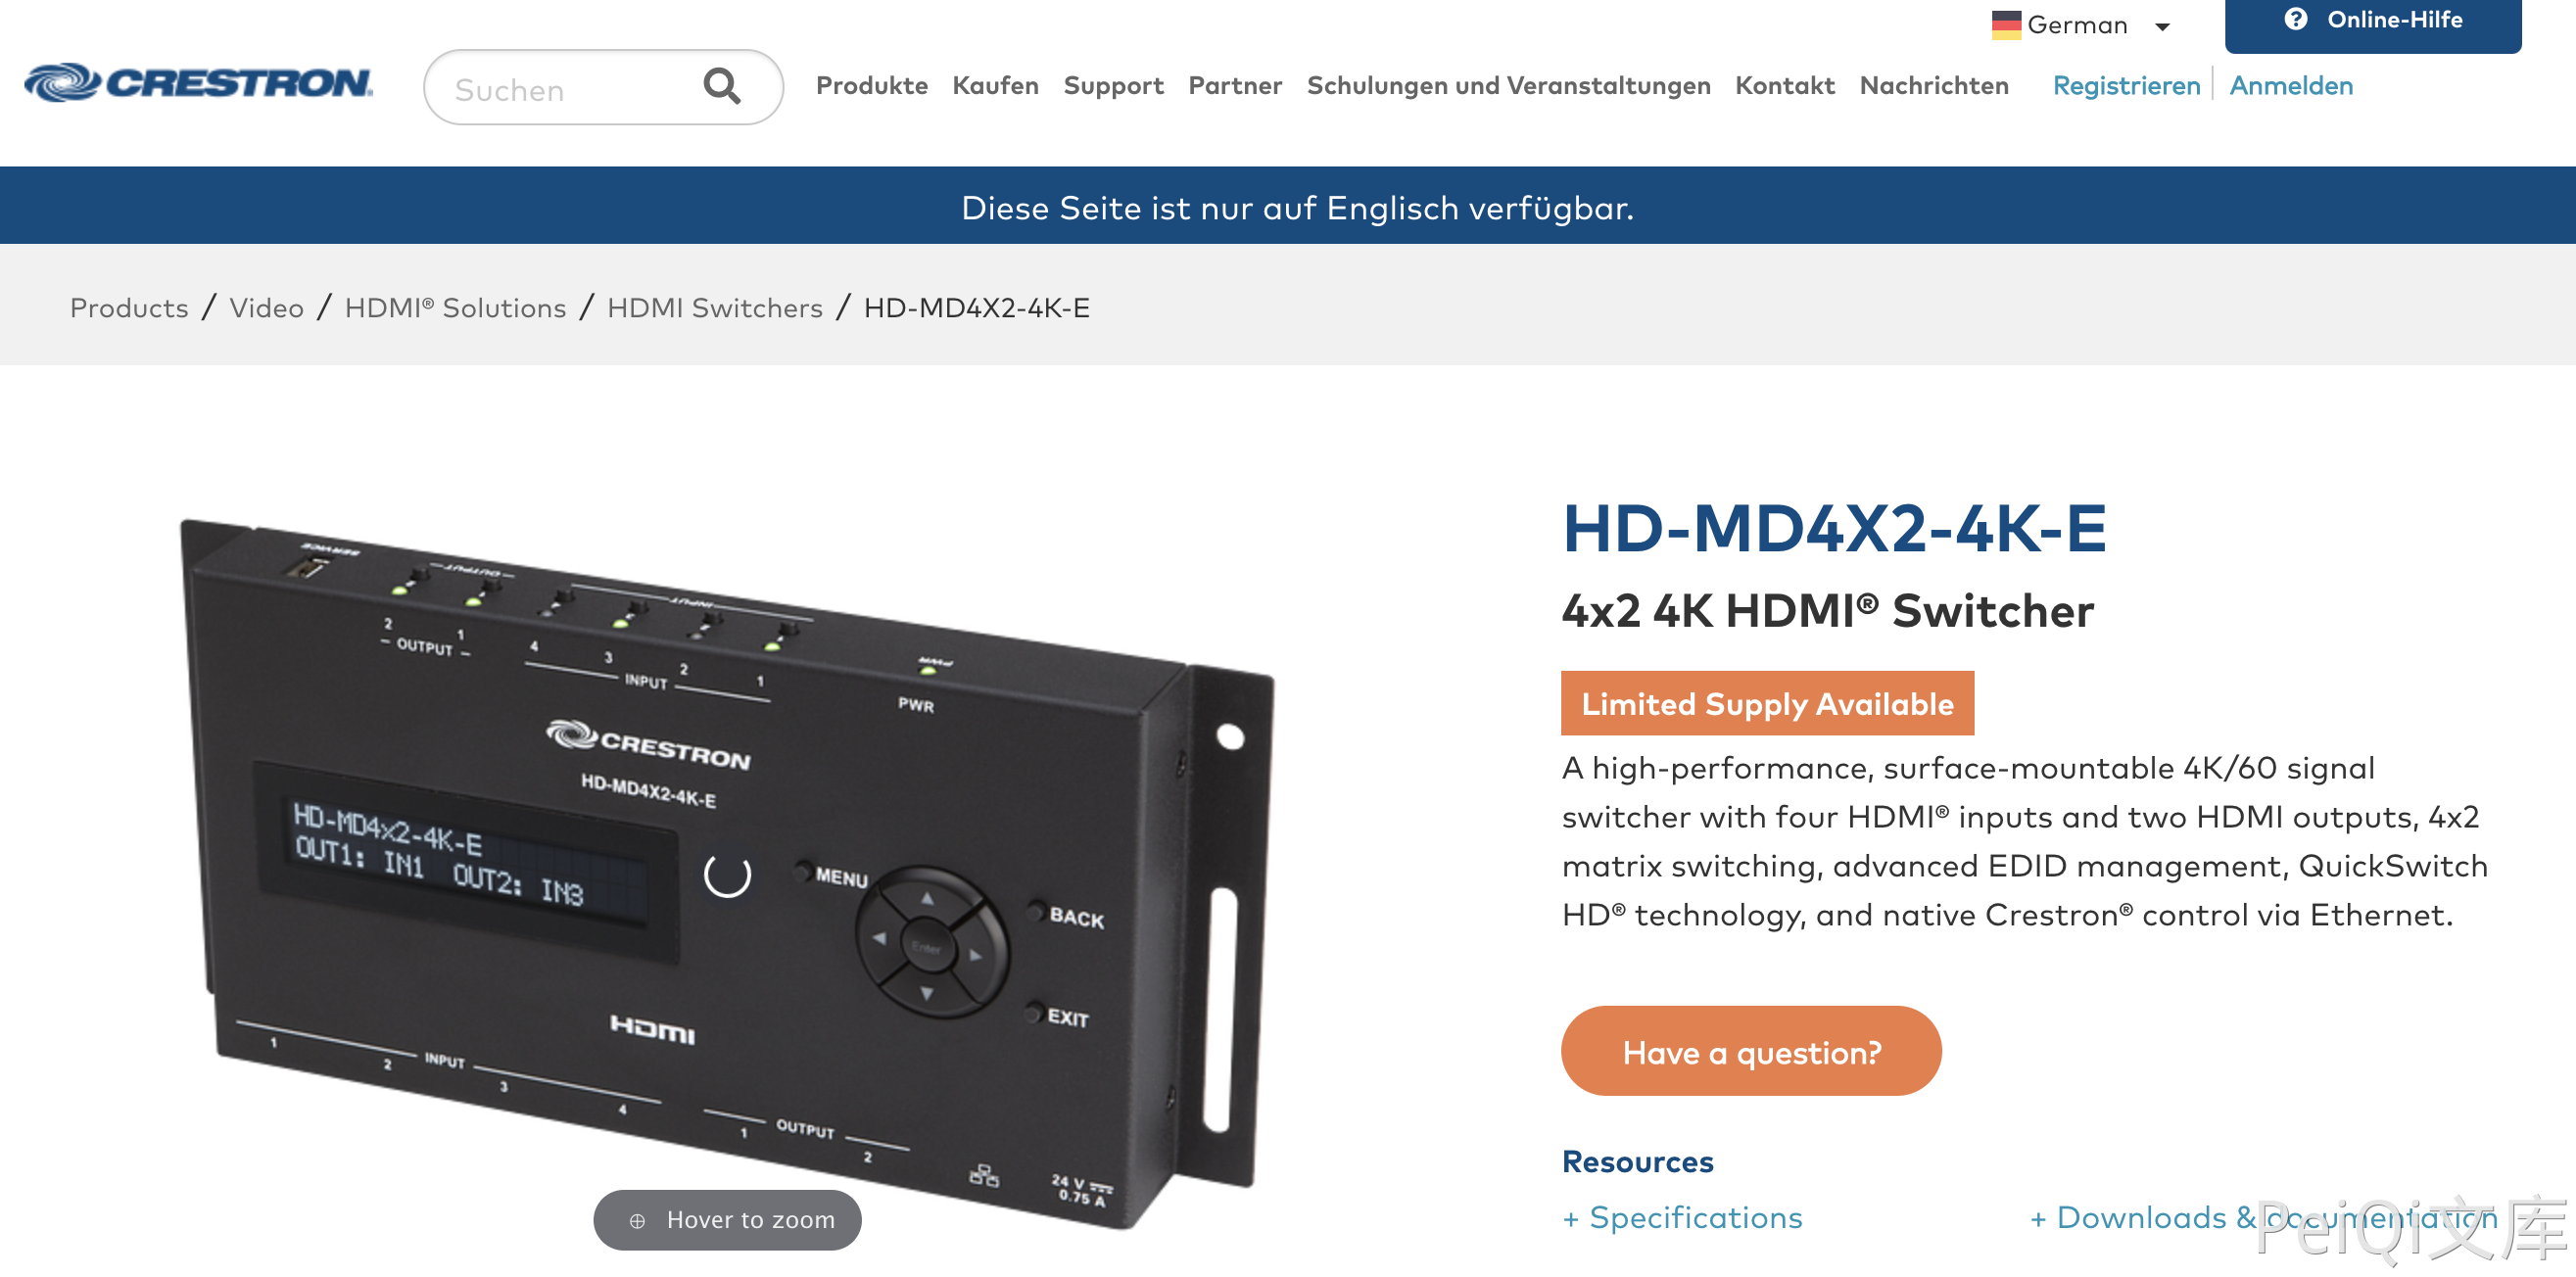 German
Online-Hilfe
CRESTRON
Suchen
Produkte Kaufen Support Partner Schulungen und Veranstaltungen Kontakt Nachrichten
Registrieren Anmelden
Diese Seite ist nur auf Englisch verfügbar.
Products / Video / HDMI® Solutions / HDMI Switchers / HD-MD4X2-4K-E
SERVICE
OUTPUT
INPUT
PWR
2 1
OUTPUT
4 3 2 1
INPUT
PWR
CRESTRON
HD-MD4X2-4K-E
HD-MD4x2-4K-E
OUT1: IN1 OUT2: IN3
MENU
Enter
BACK
EXIT
HDMI
1 2 INPUT 3 4
1 OUTPUT 2
24 V
0.75 A
Hover to zoom
HD-MD4X2-4K-E
4x2 4K HDMI® Switcher
Limited Supply Available
A high-performance, surface-mountable 4K/60 signal
switcher with four HDMI® inputs and two HDMI outputs, 4x2
matrix switching, advanced EDID management, QuickSwitch
HD® technology, and native Crestron® control via Ethernet.
Have a question?
Resources
+ Specifications
+ Downloads & documentation
PeiQi文库